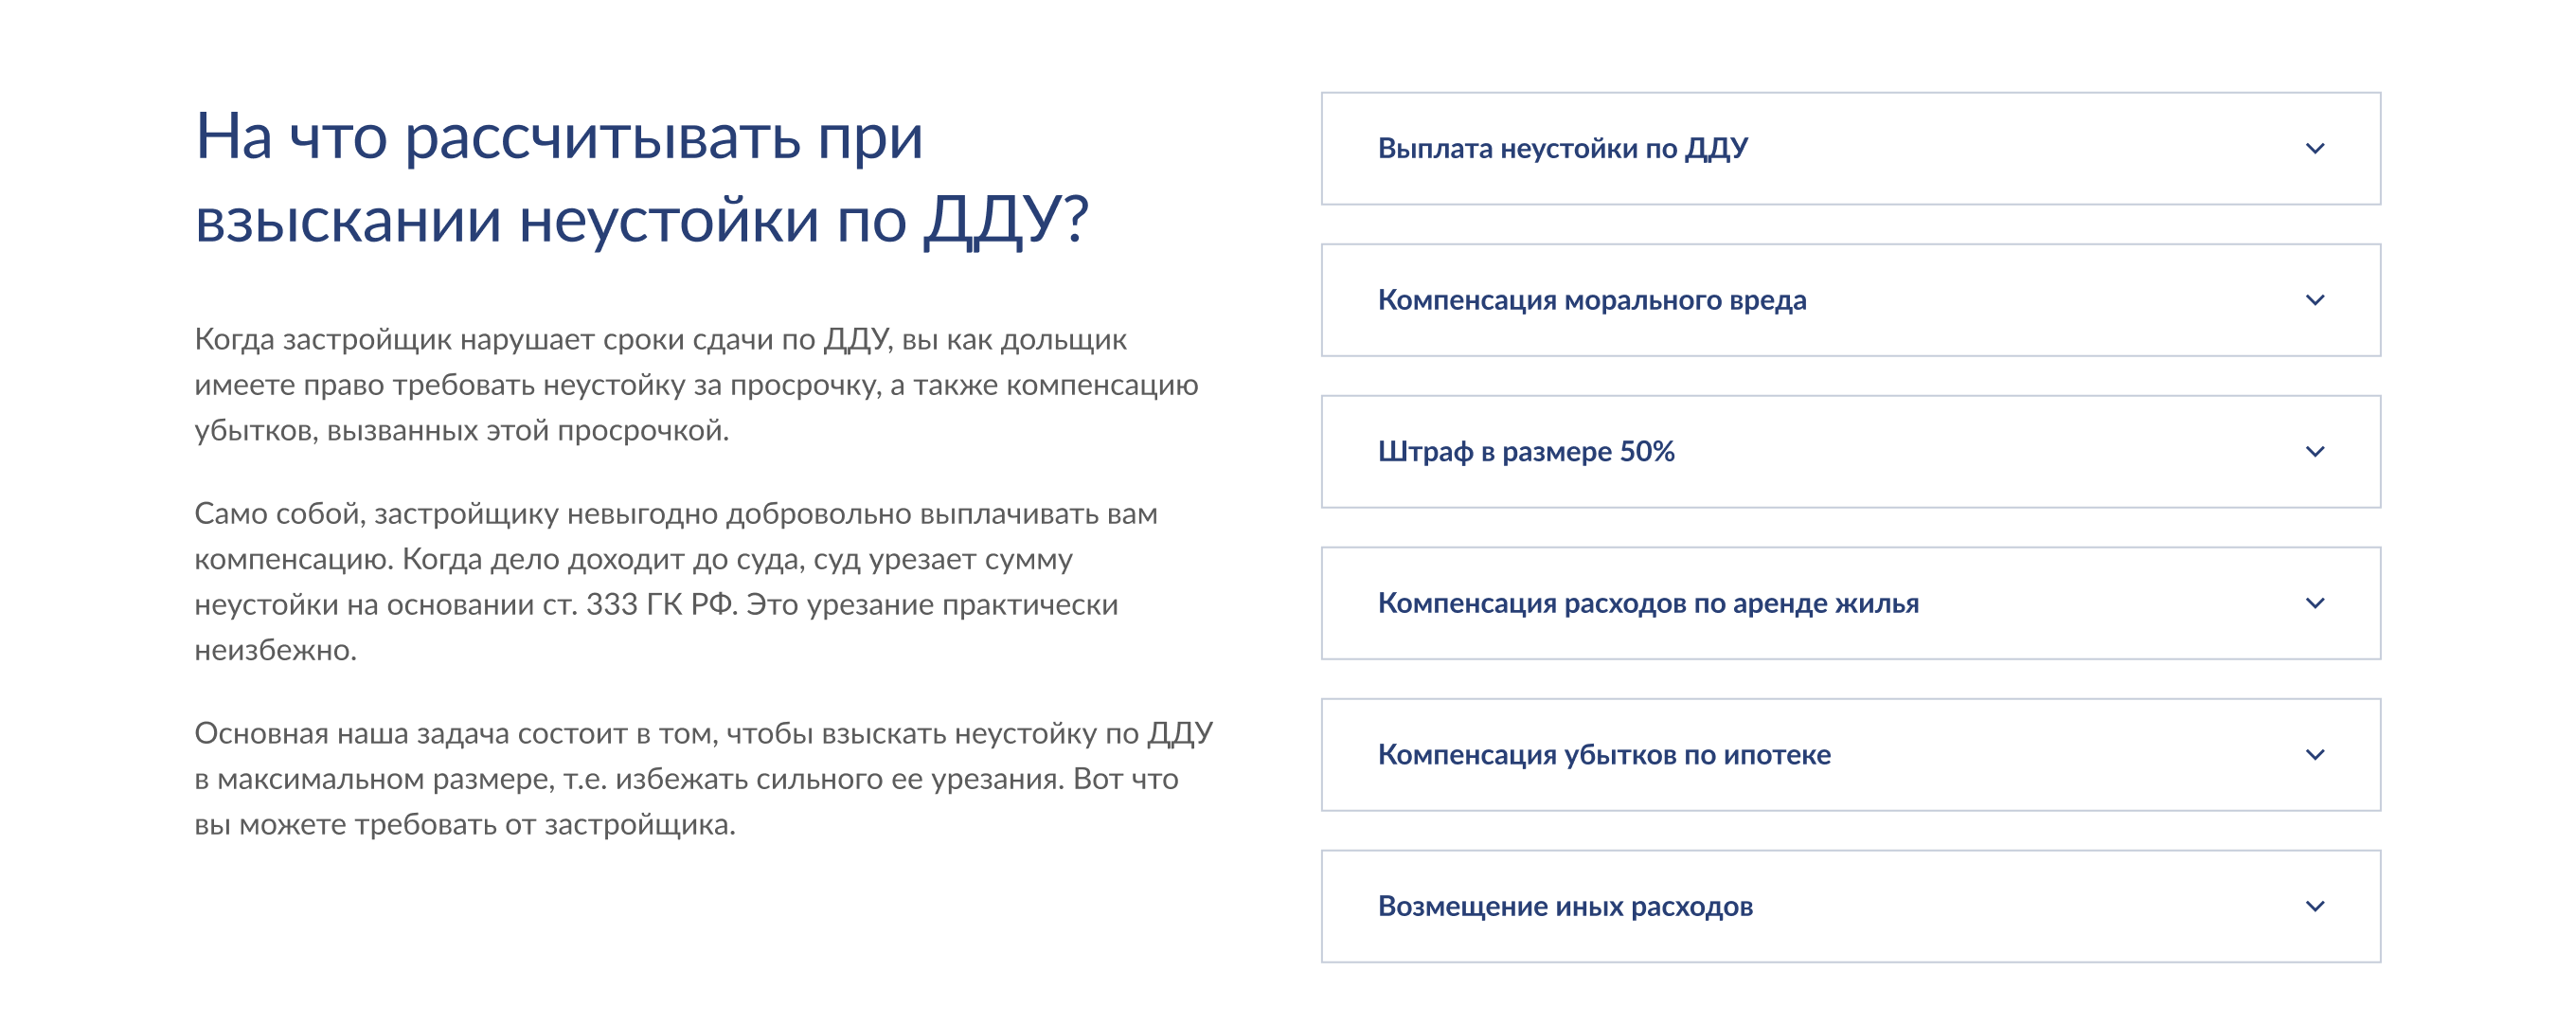 На что рассчитывать при
взыскании неустойки по ДДУ?
Когда застройщик нарушает сроки сдачи по ДДУ, вы как дольщик
имеете право требовать неустойку за просрочку, а также компенсацию
убытков, вызванных этой просрочкой.
Само собой, застройщику невыгодно добровольно выплачивать вам
компенсацию. Когда дело доходит до суда, суд урезает сумму
неустойки на основании ст. 333 ГК РФ. Это урезание практически
неизбежно.
Основная наша задача состоит в том, чтобы взыскать неустойку по ДДУ
в максимальном размере, т.е. избежать сильного ее урезания. Вот что
вы можете требовать от застройщика.
Выплата неустойки по ДДУ
Компенсация морального вреда
Штраф в размере 50%
Компенсация расходов по аренде жилья
Компенсация убытков по ипотеке
Возмещение иных расходов